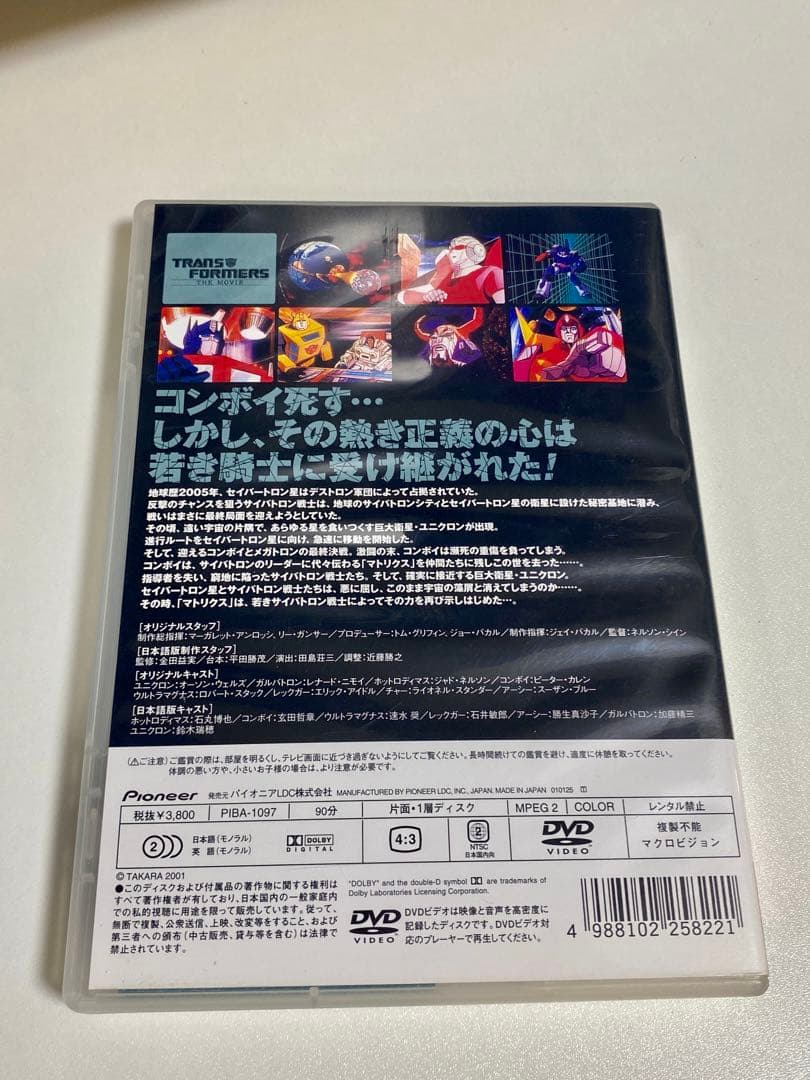 TRANSFORMERS
THE MOVIE
コンボイ死す…
しかし、その熱き正義の心は
若き騎士に受け継がれた!
地球歴2005年、セイバートロン星はデストロン軍団によって占拠されていた。
反撃のチャンスを狙うサイバトロン戦士は、地球のサイバトロンシティとセイバートロン星の衛星に設けた秘密基地に潜み、
戦いはまさに最終局面を迎えようとしていた。
その頃、遠い宇宙の片隅で、あらゆる星を食いつくす巨大衛星・ユニクロンが出現。
進行ルートをセイバートロン星に向け、急速に移動を開始した。
そして、迎えるコンボイとメガトロンの最終決戦。激闘の末、コンボイは瀕死の重傷を負ってしまう。
コンボイは、サイバトロンのリーダーに代々伝わる「マトリクス」を仲間たちに残しこの世を去った……。
指導者を失い、窮地に陥ったサイバトロン戦士たち。そして、確実に接近する巨大衛星・ユニクロン。
セイバートロン星とサイバトロン戦士たちは、悪に屈し、このまま宇宙の藻屑と消えてしまうのか……。
その時、「マトリクス」は、若きサイバトロン戦士によってその力を再び示しはじめた…。
[オリジナルスタッフ]
制作総指揮:マーガレット・アンロッシ、リー・ガンサー/プロデューサー:トム・グリフィン、ジョー・バカル/制作指揮:ジェイ・バカル/監督:ネルソン・シイン
[日本語版制作スタッフ]
監修:金田益実/台本:平田勝茂/演出:田島荘三/調整:近藤勝之
[オリジナルキャスト]
ユニクロン:オーソン・ウェルズ/ガルバトロン:レナード・ニモイ/ホットロディマス:ジャド・ネルソン/コンボイ:ピーター・カレン
ウルトラマグナス:ロバート・スタック/レックガー:エリック・アイドル/チャー:ライオネル・スタンダー/アーシー:スーザン・ブルー
[日本語版キャスト]
ホットロディマス:石丸博也/コンボイ:玄田哲章/ウルトラマグナス:速水 奨/レックガー:石井敏郎/アーシー:勝生真沙子/ガルバトロン:加藤精三
ユニクロン:鈴木瑞穂
(⚠ご注意) ご鑑賞の際は、部屋を明るくし、テレビ画面に近づき過ぎないようにしてご覧ください。長時間続けての鑑賞を避け、適度に休憩を取ってください。
体調の悪い方や、小さいお子様の場合は、より注意が必要です。
Pioneer 発売元 パイオニアLDC株式会社 MANUFACTURED BY PIONEER LDC, INC., JAPAN. MADE IN JAPAN 010125
税抜¥3,800 PIBA-1097 90分 片面・1層ディスク MPEG 2 COLOR レンタル禁止
2 日本語(モノラル) 英 語(モノラル) DOLBY DIGITAL 4:3 2 NTSC 日本国内向 DVD VIDEO 複製不能 マクロビジョン
© TAKARA 2001
●このディスクおよび付属品の著作物に関する権利は
すべて著作権者が有しており、日本国の一般家庭内
での私的視聴に用途を限って販売しています。従って、
無断で複製、公衆送信、上映、改変等をすること、および
第三者への頒布(中古販売、貸与等を含む)は法律で
禁止されています。
"DOLBY" and the double-D symbol are trademarks of
Dolby Laboratories Licensing Corporation.
DVD VIDEO
DVDビデオは映像と音声を高密度に
記録したディスクです。DVDビデオ対
応のプレーヤーで再生してください。
4 988102 258221